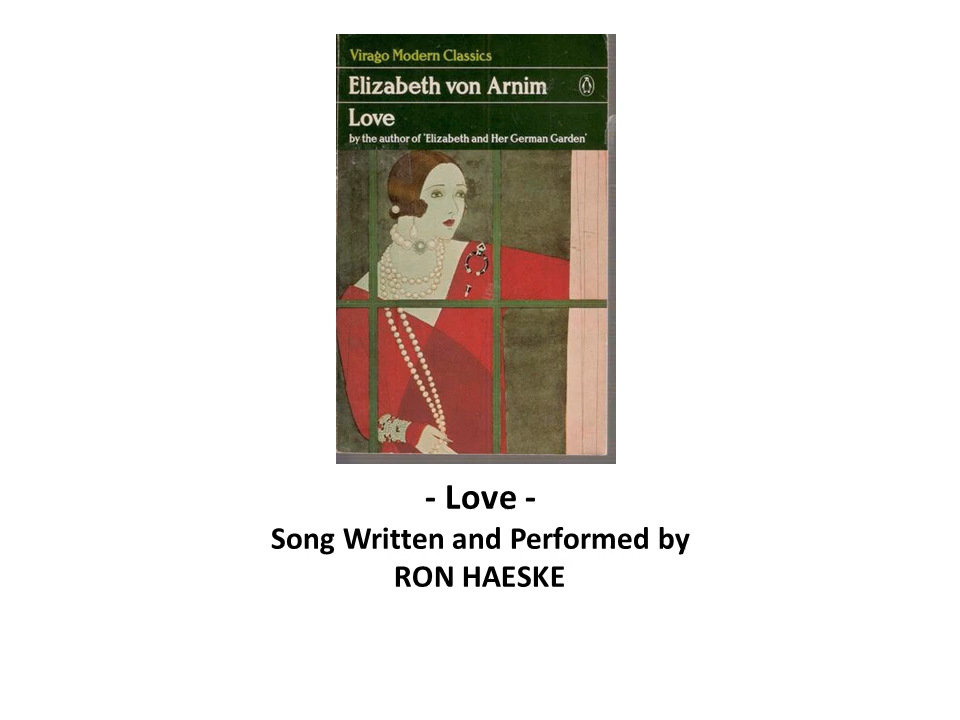 Virago Modern Classics
Elizabeth von Arnim
Love
by the author of 'Elizabeth and Her German Garden'
- Love -
Song Written and Performed by
RON HAESKE